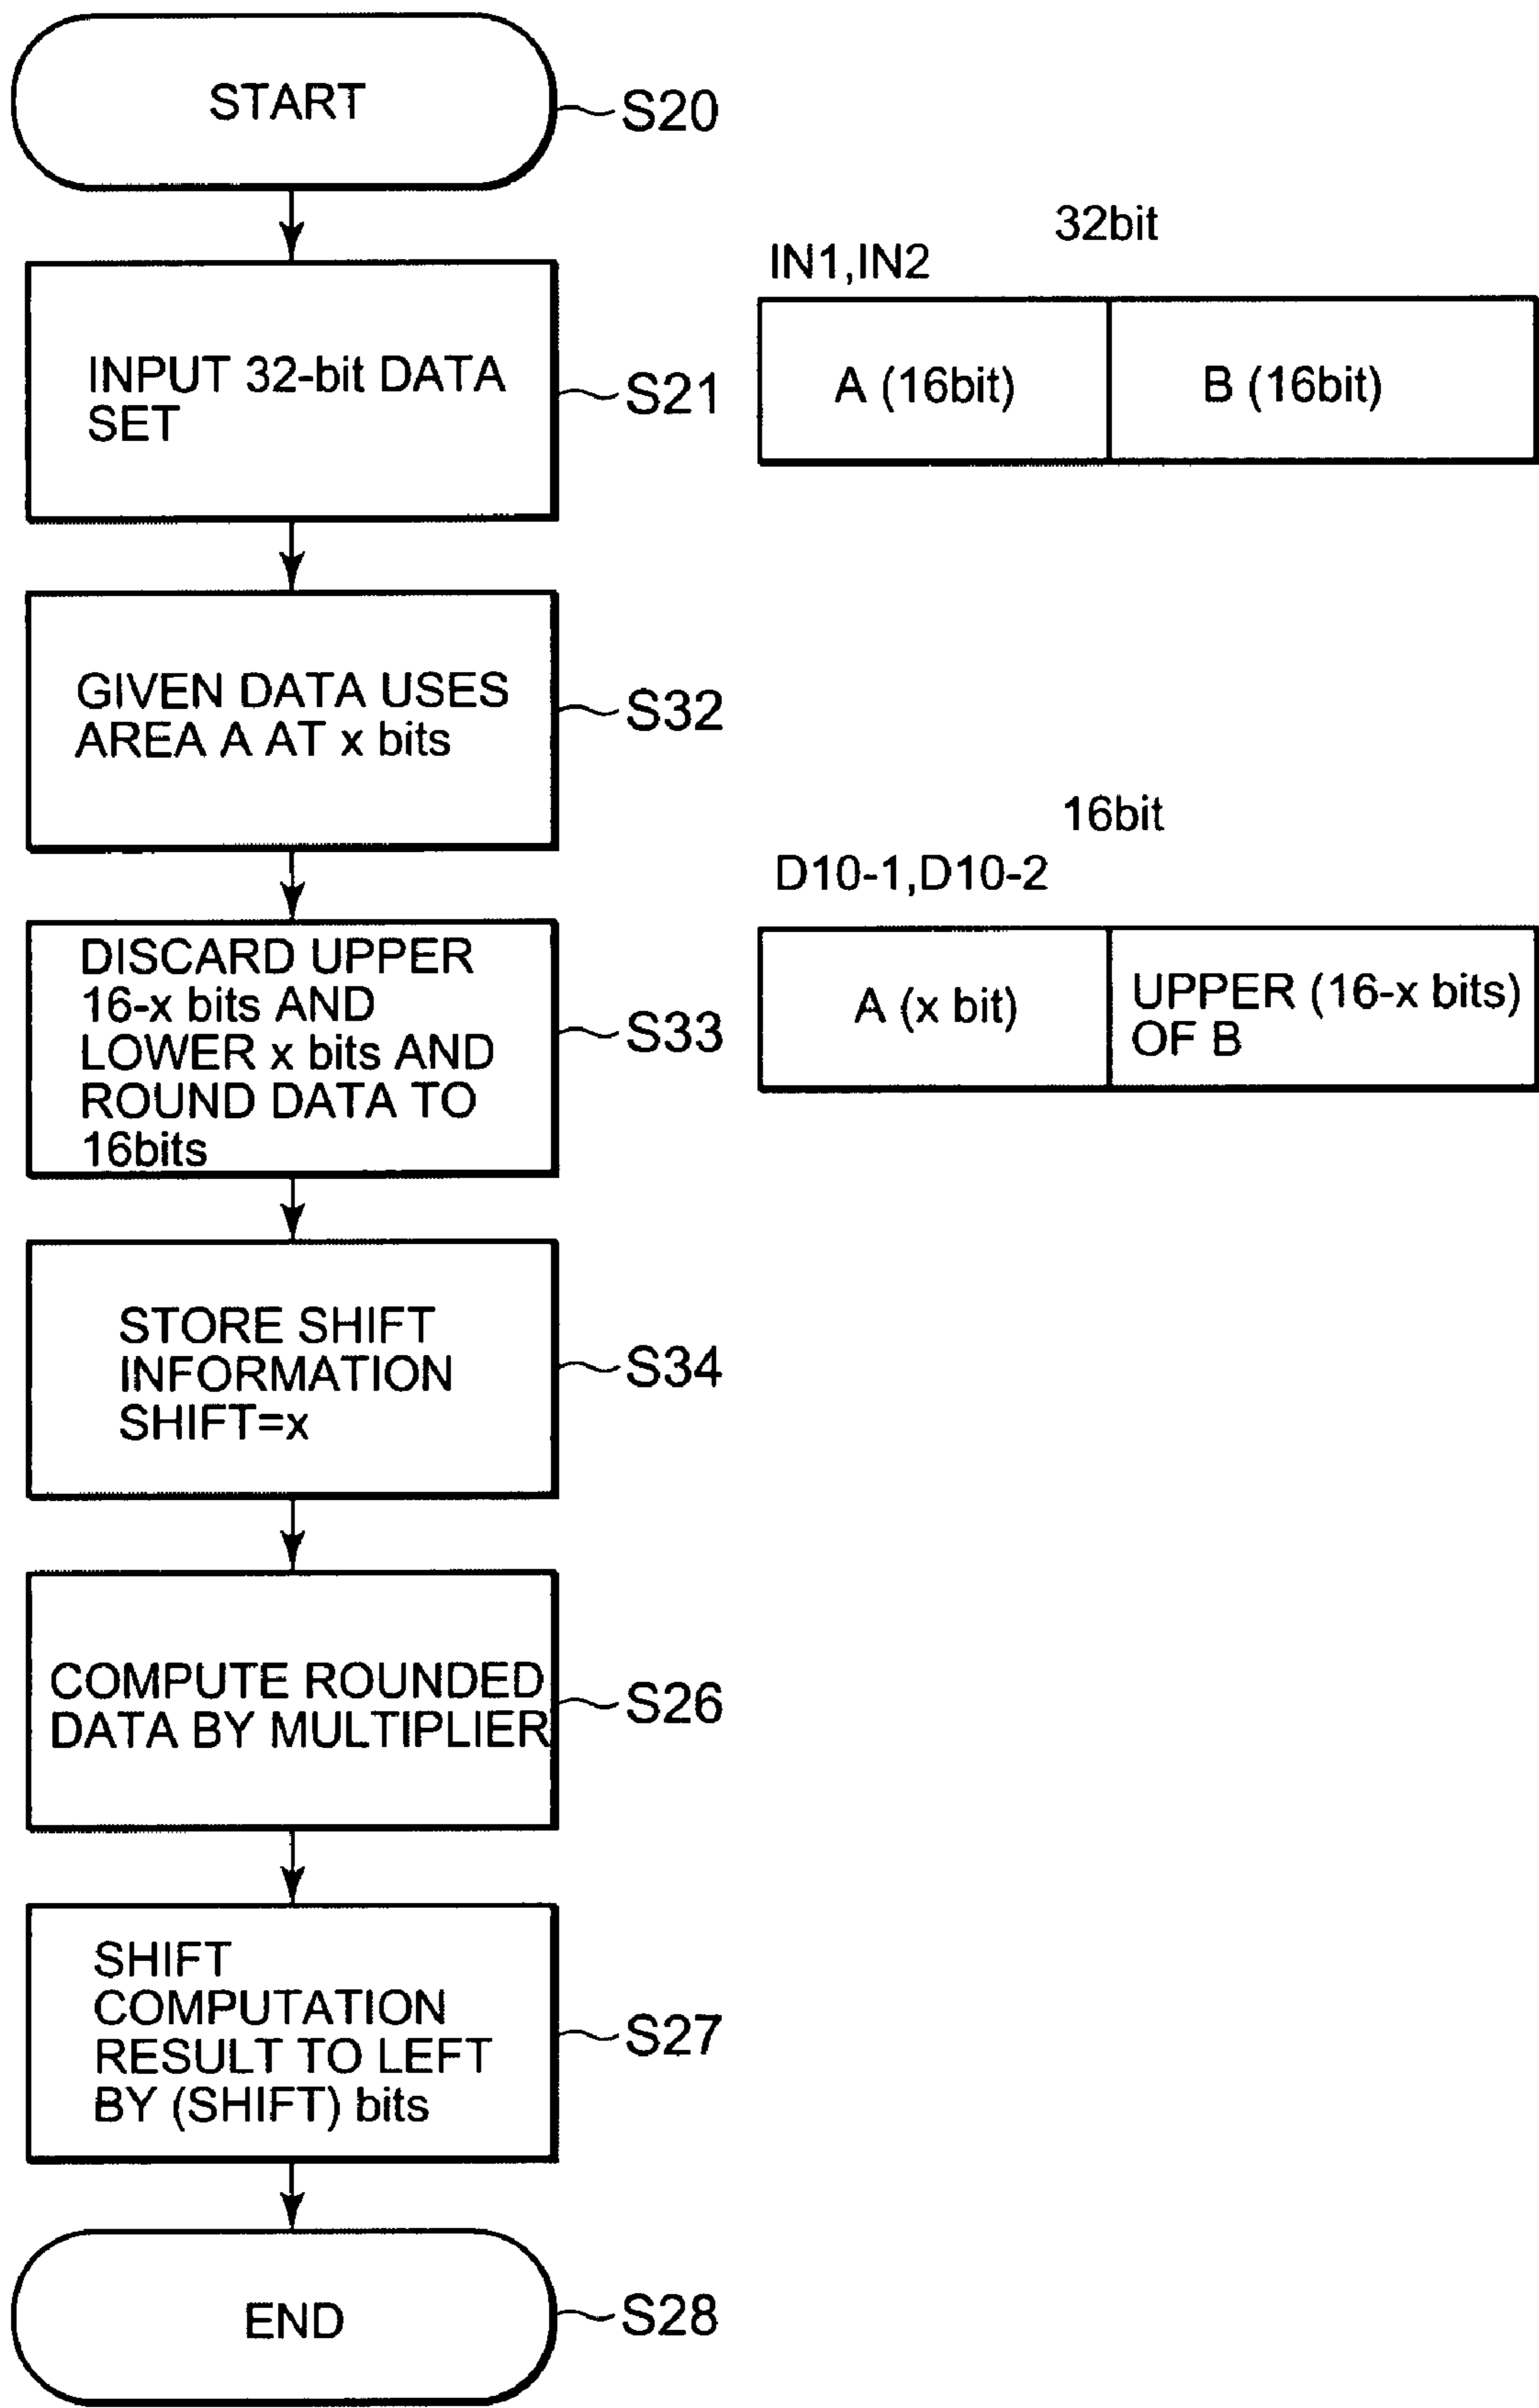 START
S20
INPUT 32-bit DATA
SET
S21
32bit
IN1,IN2
A (16bit)
B (16bit)
GIVEN DATA USES
AREA A AT x bits
S32
DISCARD UPPER
16-x bits AND
LOWER x bits AND
ROUND DATA TO
16bits
S33
16bit
D10-1,D10-2
A (x bit)
UPPER (16-x bits)
OF B
STORE SHIFT
INFORMATION
SHIFT=x
S34
COMPUTE ROUNDED
DATA BY MULTIPLIER
S26
SHIFT
COMPUTATION
RESULT TO LEFT
BY (SHIFT) bits
S27
END
S28